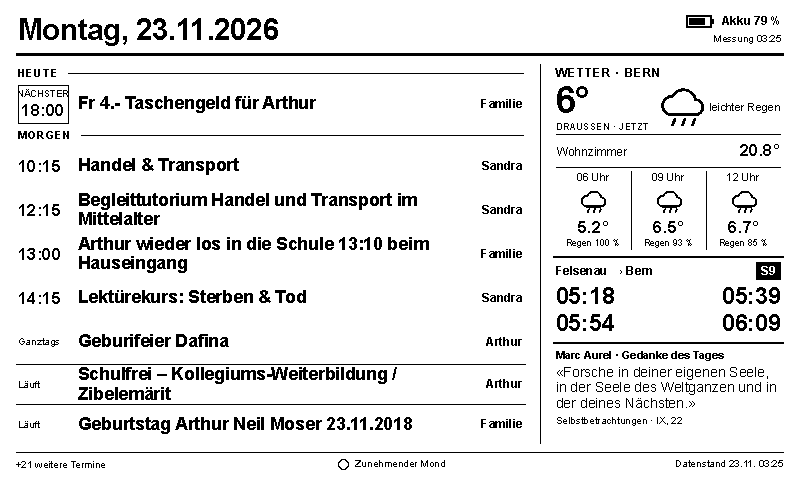 Montag, 23.11.2026
Akku 79 %
Messung 03:25
HEUTE
NÄCHSTER
18:00
Fr 4.- Taschengeld für Arthur
Familie
MORGEN
10:15
Handel & Transport
Sandra
12:15
Begleittutorium Handel und Transport im
Mittelalter
Sandra
13:00
Arthur wieder los in die Schule 13:10 beim
Hauseingang
Familie
14:15
Lektürekurs: Sterben & Tod
Sandra
Ganztags
Geburifeier Dafina
Arthur
Läuft
Schulfrei – Kollegiums-Weiterbildung /
Zibelemärit
Arthur
Läuft
Geburtstag Arthur Neil Moser 23.11.2018
Familie
WETTER · BERN
6°
leichter Regen
DRAUSSEN · JETZT
Wohnzimmer
20.8°
06 Uhr
09 Uhr
12 Uhr
5.2°
6.5°
6.7°
Regen 100 %
Regen 93 %
Regen 85 %
Felsenau › Bern
S9
05:18
05:39
05:54
06:09
Marc Aurel · Gedanke des Tages
«Forsche in deiner eigenen Seele,
in der Seele des Weltganzen und in
der deines Nächsten.»
Selbstbetrachtungen · IX, 22
+21 weitere Termine
Zunehmender Mond
Datenstand 23.11. 03:25